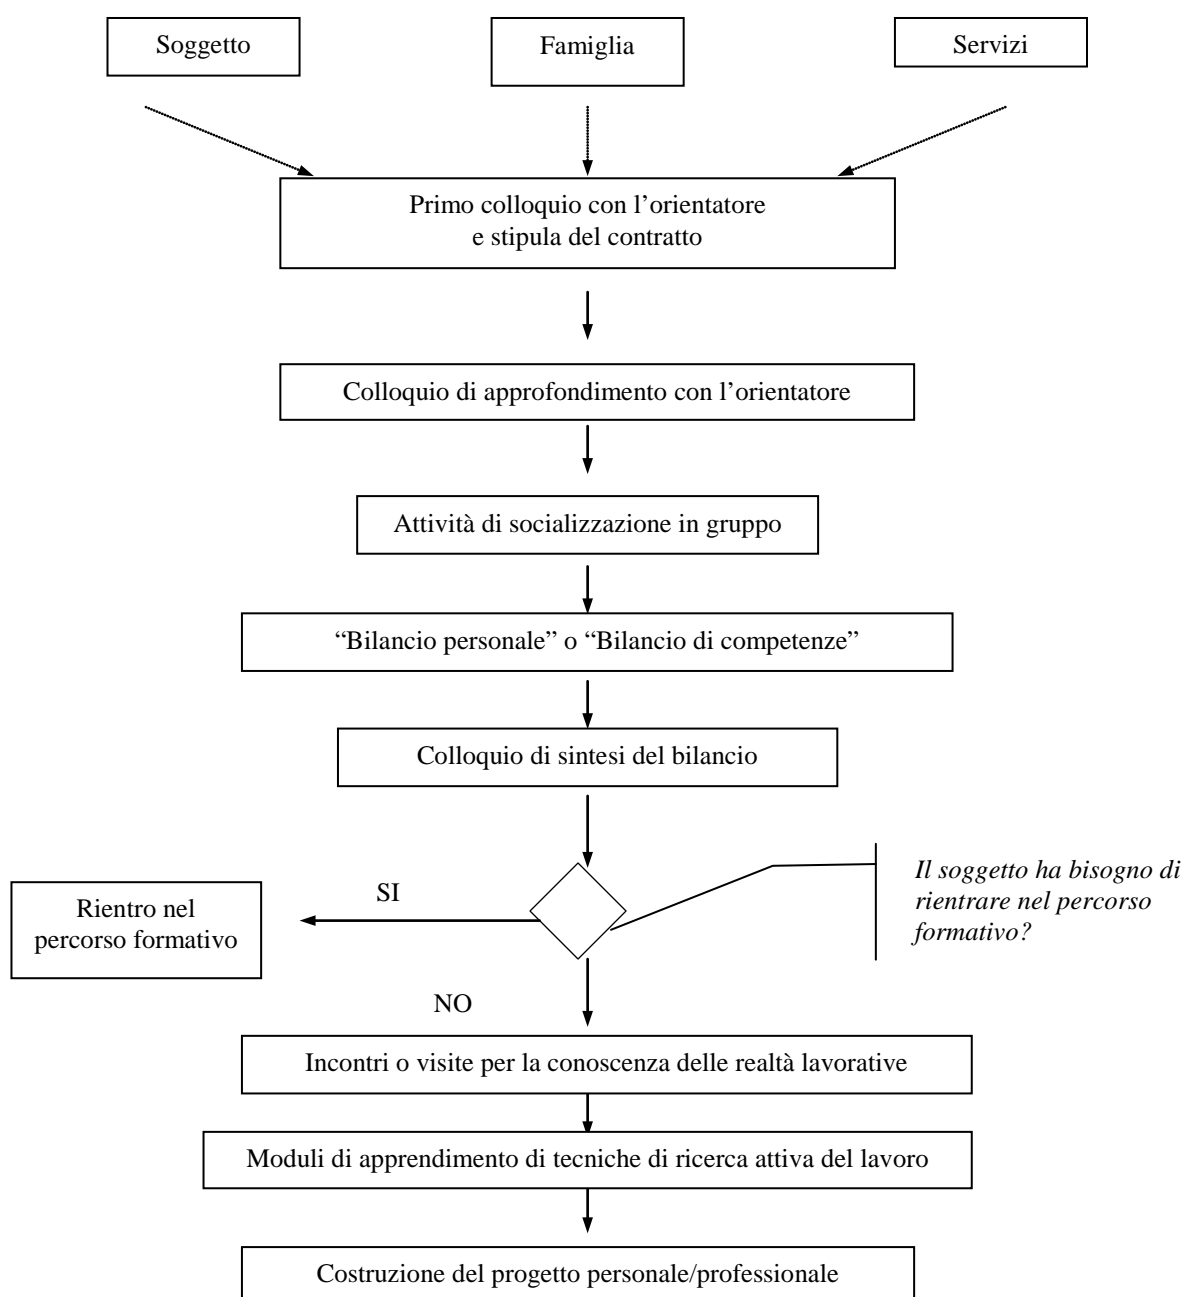 Soggetto
Famiglia
Servizi
Primo colloquio con l’orientatore
e stipula del contratto
Colloquio di approfondimento con l’orientatore
Attività di socializzazione in gruppo
“Bilancio personale” o “Bilancio di competenze”
Colloquio di sintesi del bilancio
Il soggetto ha bisogno di
rientrare nel percorso
formativo?
SI
Rientro nel
percorso formativo
NO
Incontri o visite per la conoscenza delle realtà lavorative
Moduli di apprendimento di tecniche di ricerca attiva del lavoro
Costruzione del progetto personale/professionale